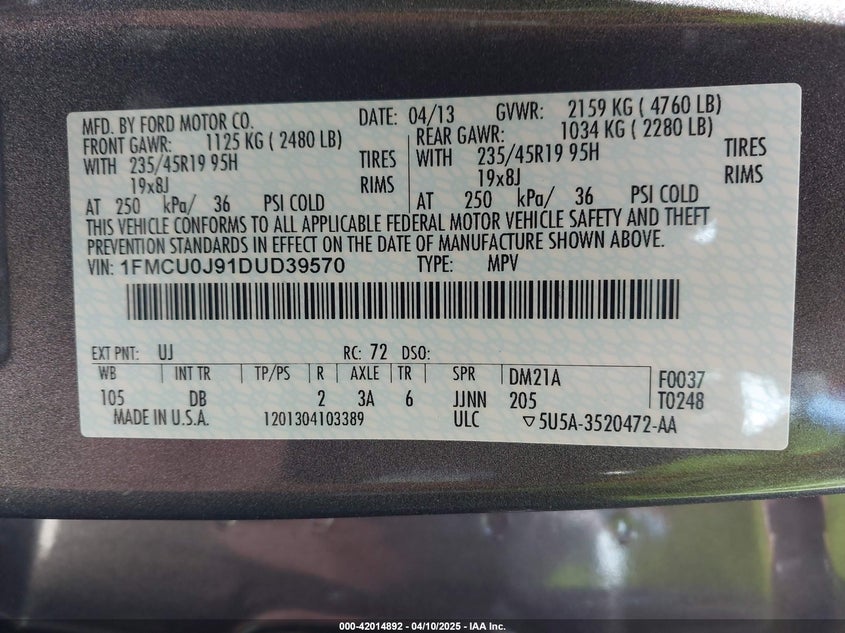 MFD. BY FORD MOTOR CO. DATE: 04/13 GVWR: 2159 KG ( 4760 LB)
FRONT GAWR: 1125 KG ( 2480 LB) REAR GAWR: 1034 KG ( 2280 LB)
WITH 235/45R19 95H TIRES WITH 235/45R19 95H TIRES
19x8J RIMS 19x8J RIMS
AT 250 kPa/ 36 PSI COLD AT 250 kPa/ 36 PSI COLD
THIS VEHICLE CONFORMS TO ALL APPLICABLE FEDERAL MOTOR VEHICLE SAFETY AND THEFT
PREVENTION STANDARDS IN EFFECT ON THE DATE OF MANUFACTURE SHOWN ABOVE.
VIN: 1FMCU0J91DUD39570 TYPE: MPV
EXT PNT: UJ RC: 72 DSO:
WB INT TR TP/PS R AXLE TR SPR DM21A F0037
105 DB 2 3A 6 JJNN 205 T0248
MADE IN U.S.A. 1201304103389 ULC ▽5U5A-3520472-AA
000-42014892 - 04/10/2025 - IAA Inc.